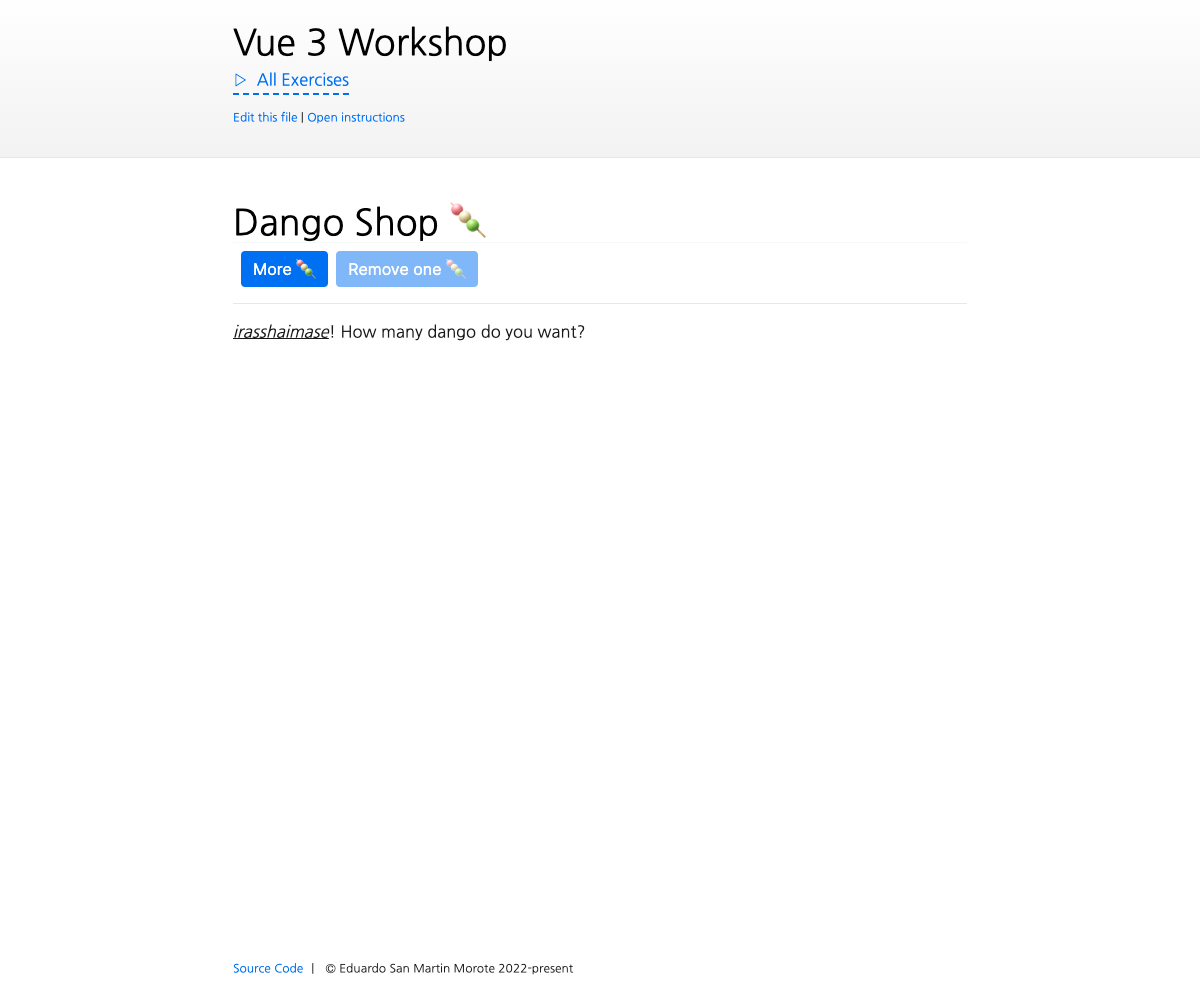 Vue 3 Workshop
▷ All Exercises
Edit this file | Open instructions
Dango Shop 🍡
More 🍡 Remove one 🍡
irasshaimase! How many dango do you want?
Source Code | © Eduardo San Martin Morote 2022-present